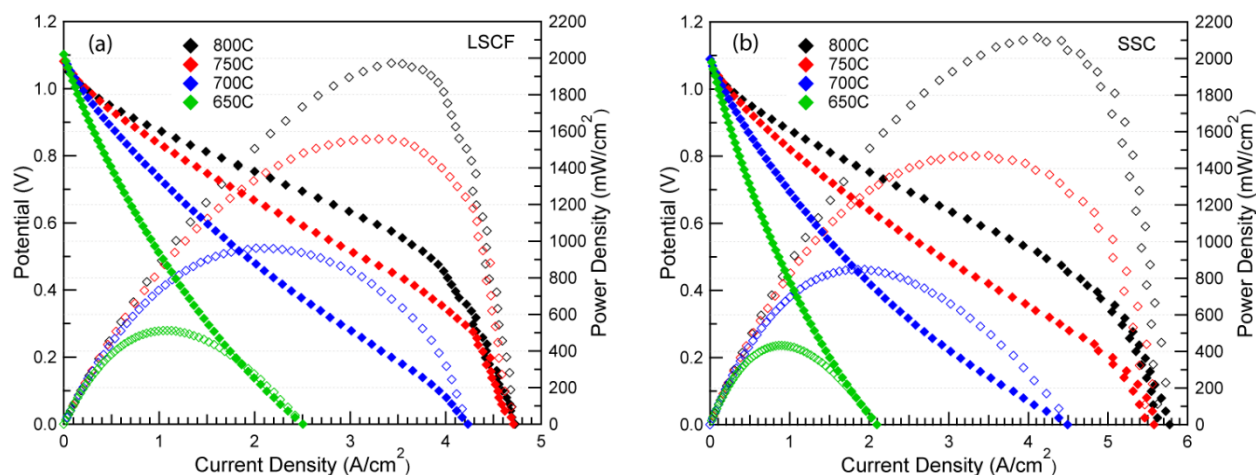 (a)
LSCF
800C
750C
700C
650C
1.2
1.0
0.8
0.6
0.4
0.2
0.0
Potential (V)
0
1
2
3
4
5
Current Density (A/cm²)
2200
2000
1800
1600
1400
1200
1000
800
600
400
200
0
Power Density (mW/cm²)
(b)
SSC
800C
750C
700C
650C
1.2
1.0
0.8
0.6
0.4
0.2
0.0
Potential (V)
0
1
2
3
4
5
6
Current Density (A/cm²)
2200
2000
1800
1600
1400
1200
1000
800
600
400
200
0
Power Density (mW/cm²)